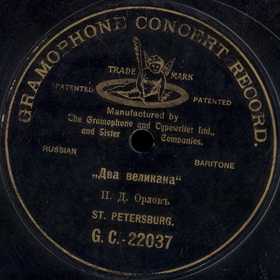 GRAMOPHONE CONCERT RECORD.
TRADE MARK
PATENTED PATENTED
Manufactured by
The Gramophone and Typewriter Ltd.,
and Sister Companies.
RUSSIAN BARITONE
„Два великана“
П. Д. Орловъ
ST. PETERSBURG.
G.C.-22037